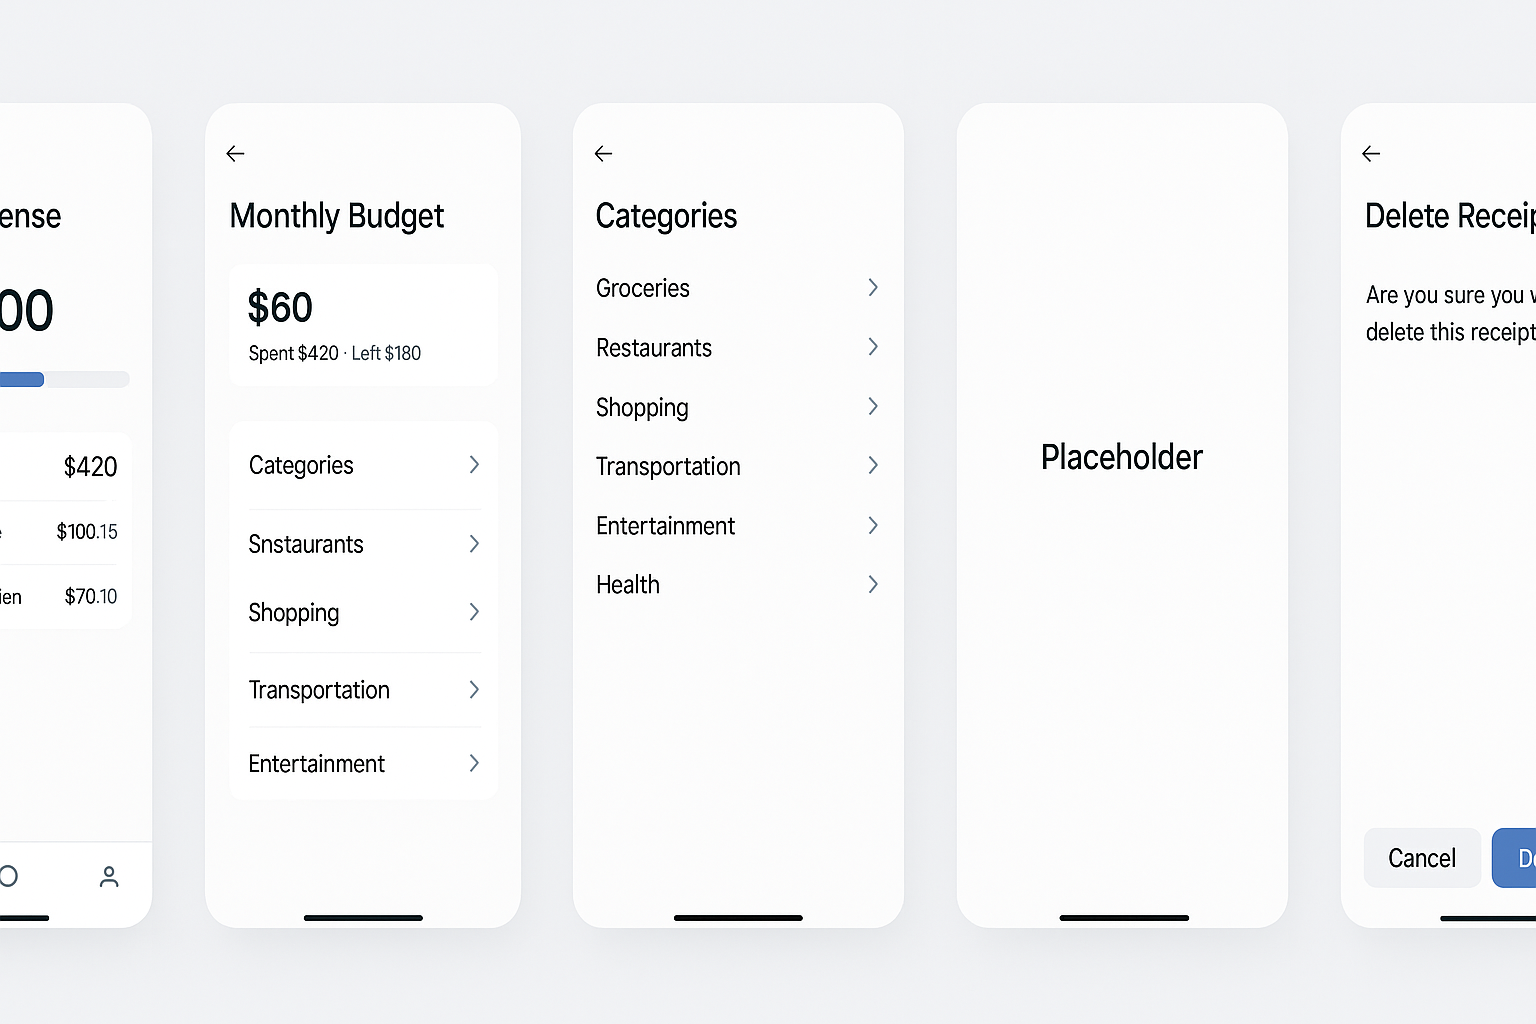 ense
00
$420
e $100.15
ien $70.10
Monthly Budget
$60
Spent $420 · Left $180
Categories
Snstaurants
Shopping
Transportation
Entertainment
Categories
Groceries
Restaurants
Shopping
Transportation
Entertainment
Health
Placeholder
Delete Receip
Are you sure you w
delete this receipt
Cancel
De